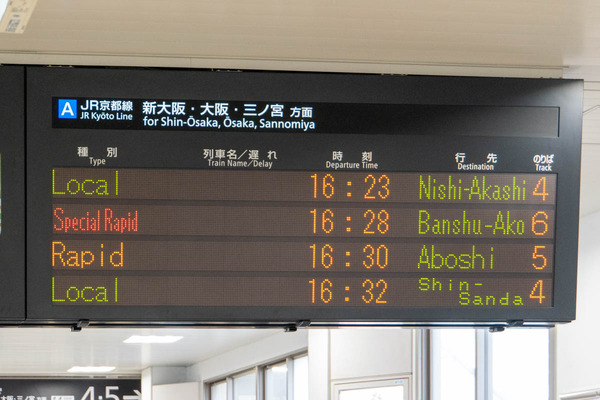 A JR京都線 新大阪・大阪・三ノ宮 方面
JR Kyōto Line for Shin-Ōsaka, Ōsaka, Sannomiya
種別 列車名/遅れ 時刻 行先 のりば
Type Train Name/Delay Departure Time Destination Track
Local 16:23 Nishi-Akashi 4
Special Rapid 16:28 Banshu-Ako 6
Rapid 16:30 Aboshi 5
Local 16:32 Shin-Sanda 4
4・5→